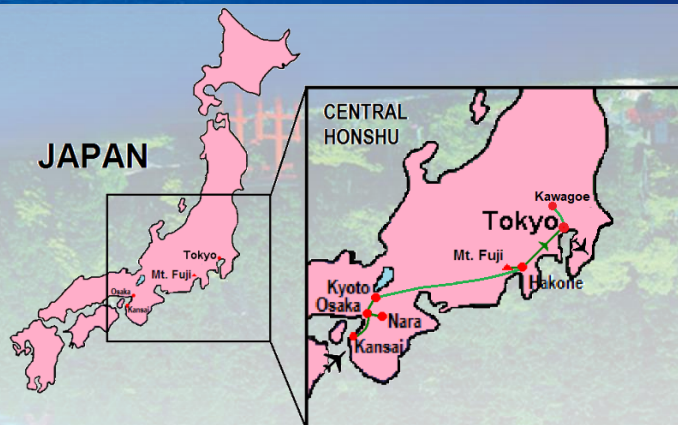 JAPAN
Tokyo
Mt. Fuji
Osaka
Kansai
CENTRAL
HONSHU
Kawagoe
Tokyo
Mt. Fuji
Hakone
Kyoto
Osaka
Nara
Kansai